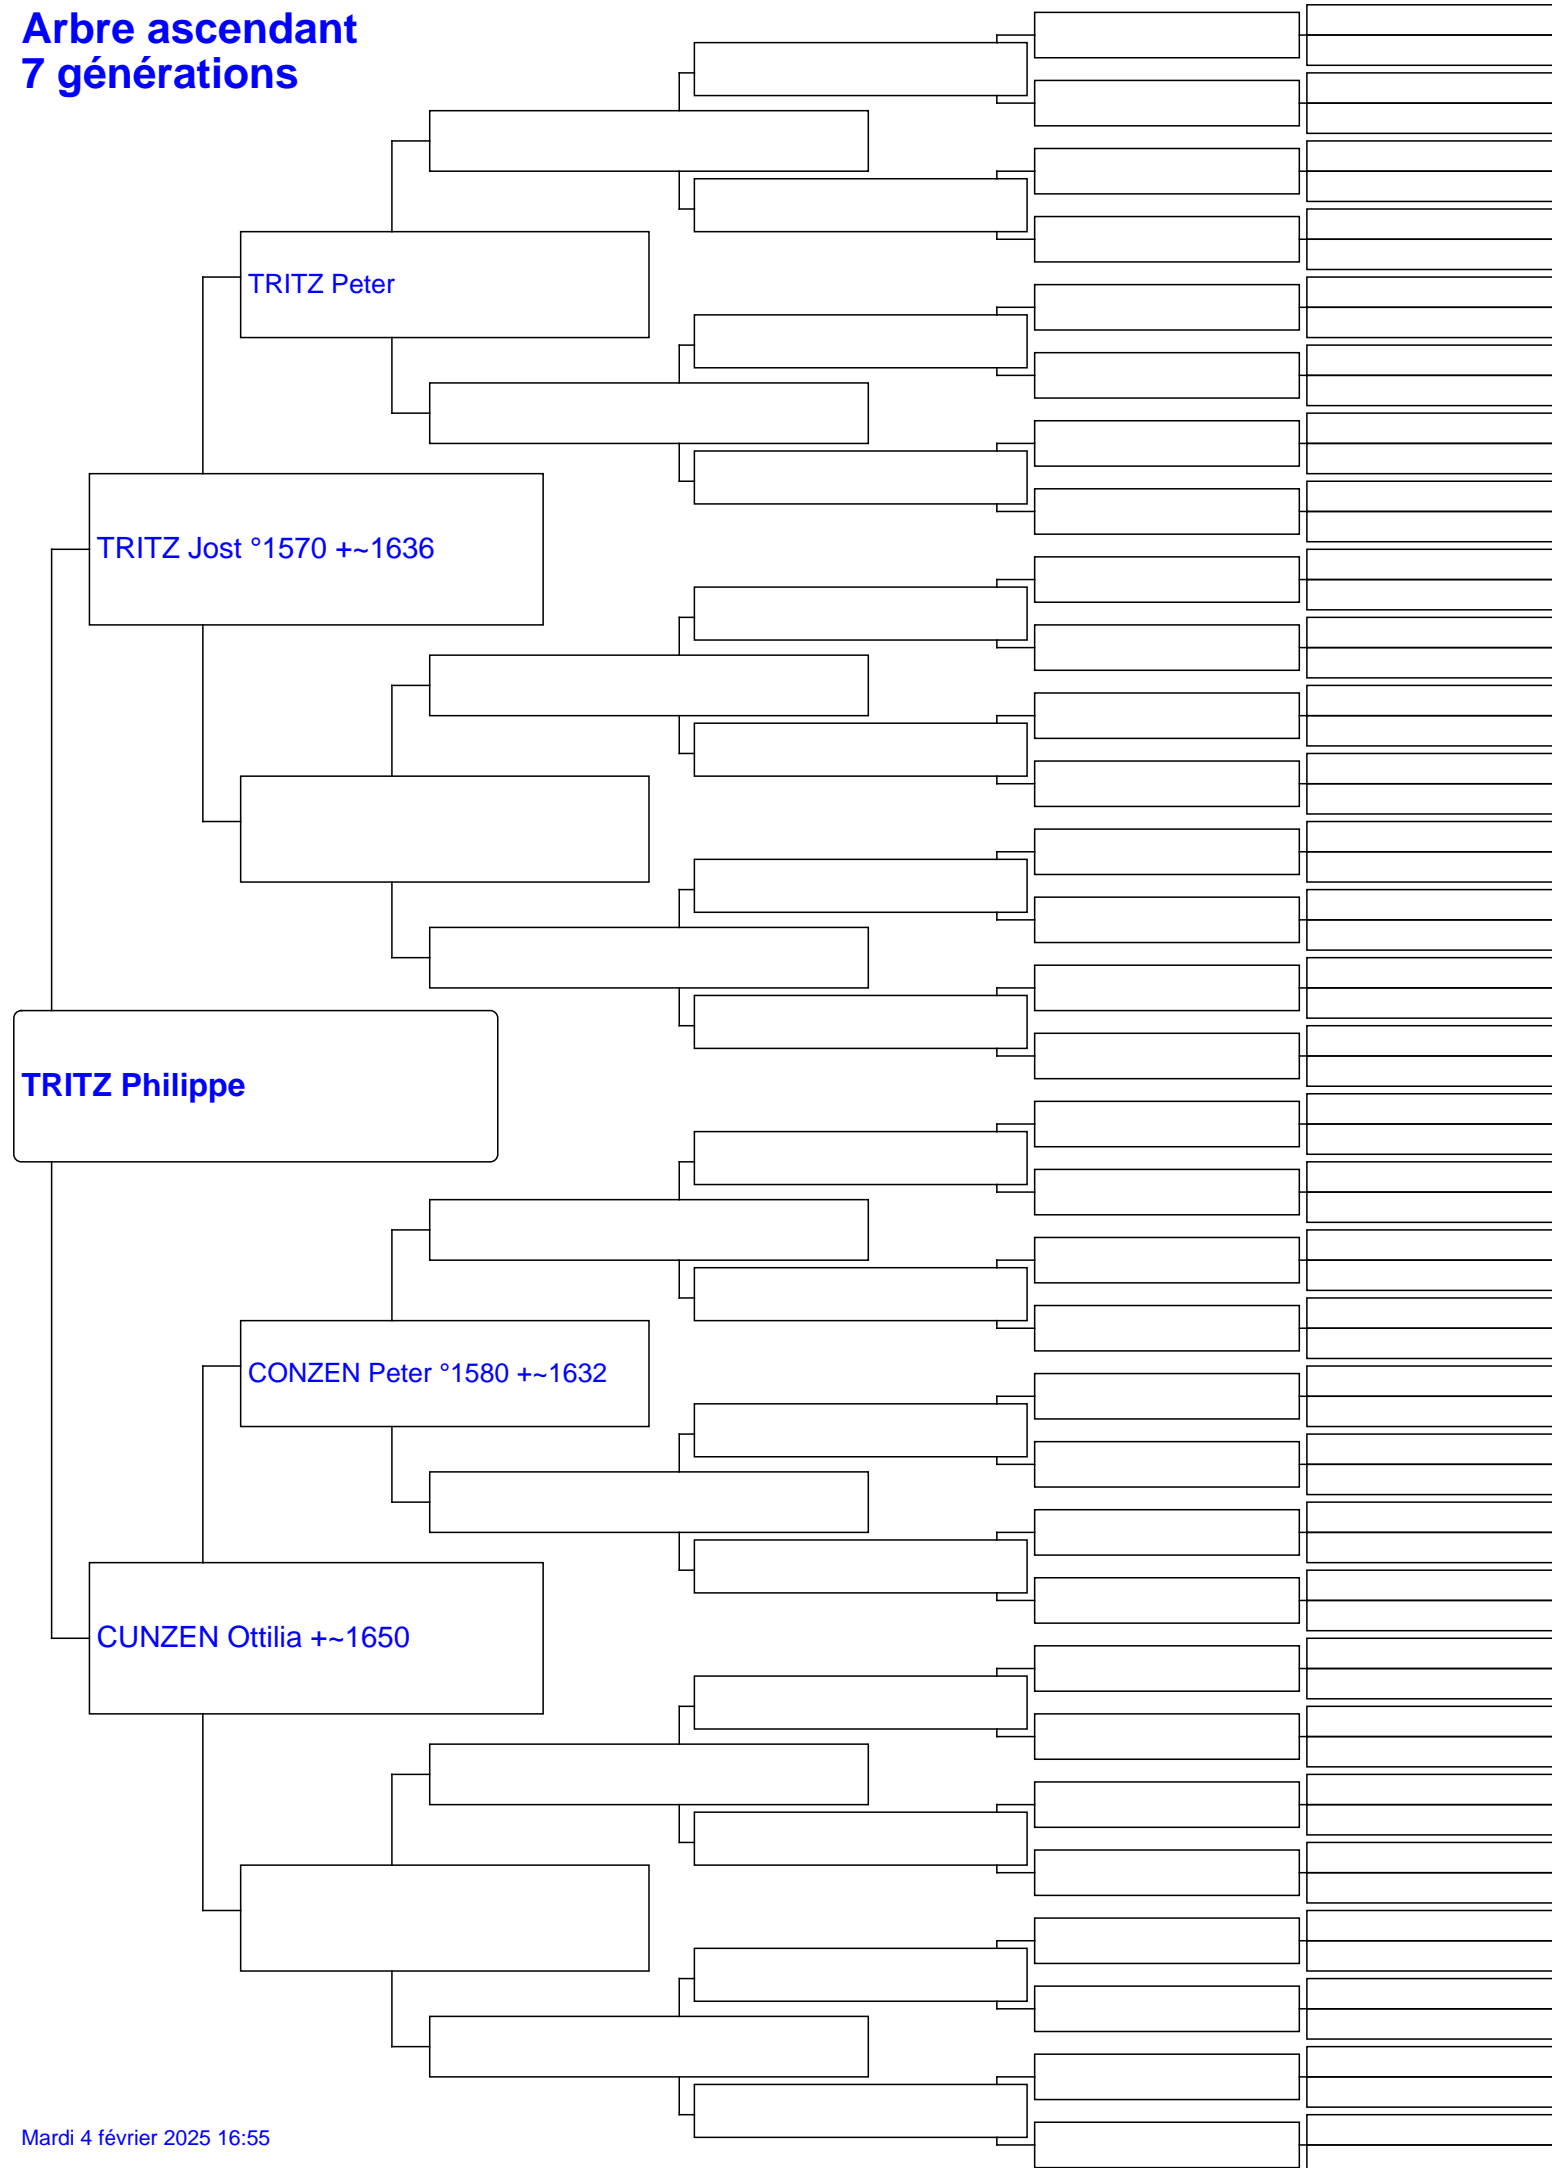 Arbre ascendant
7 générations
TRITZ Peter
TRITZ Jost °1570 +~1636
TRITZ Philippe
CONZEN Peter °1580 +~1632
CUNZEN Ottilia +~1650
Mardi 4 février 2025 16:55